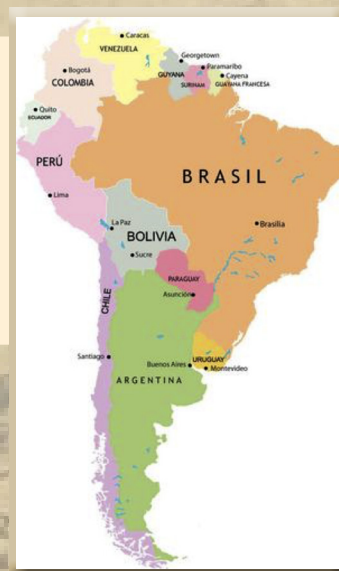 Caracas
VENEZUELA
Georgetown
Bogotá
GUYANA
Paramaribo
COLOMBIA
SURINAM
Cayena
GUAYANA FRANCESA
Quito
ECUADOR
PERÚ
BRASIL
Lima
La Paz
Brasilia
BOLIVIA
Sucre
PARAGUAY
CHILE
Asunción
Santiago
Buenos Aires
URUGUAY
Montevideo
ARGENTINA